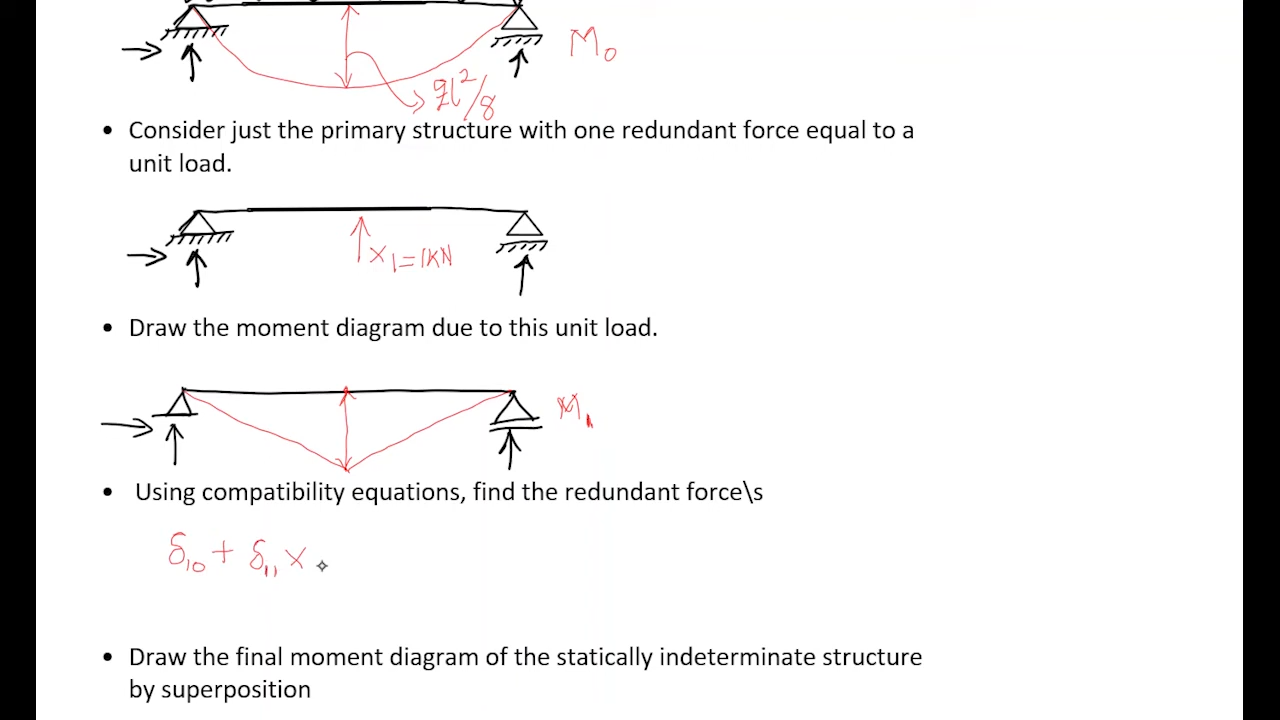 M₀
ql²/8
• Consider just the primary structure with one redundant force equal to a
unit load.
X₁=1KN
• Draw the moment diagram due to this unit load.
M₁
• Using compatibility equations, find the redundant force\s
δ₁₀ + δ₁₁ X
• Draw the final moment diagram of the statically indeterminate structure
by superposition